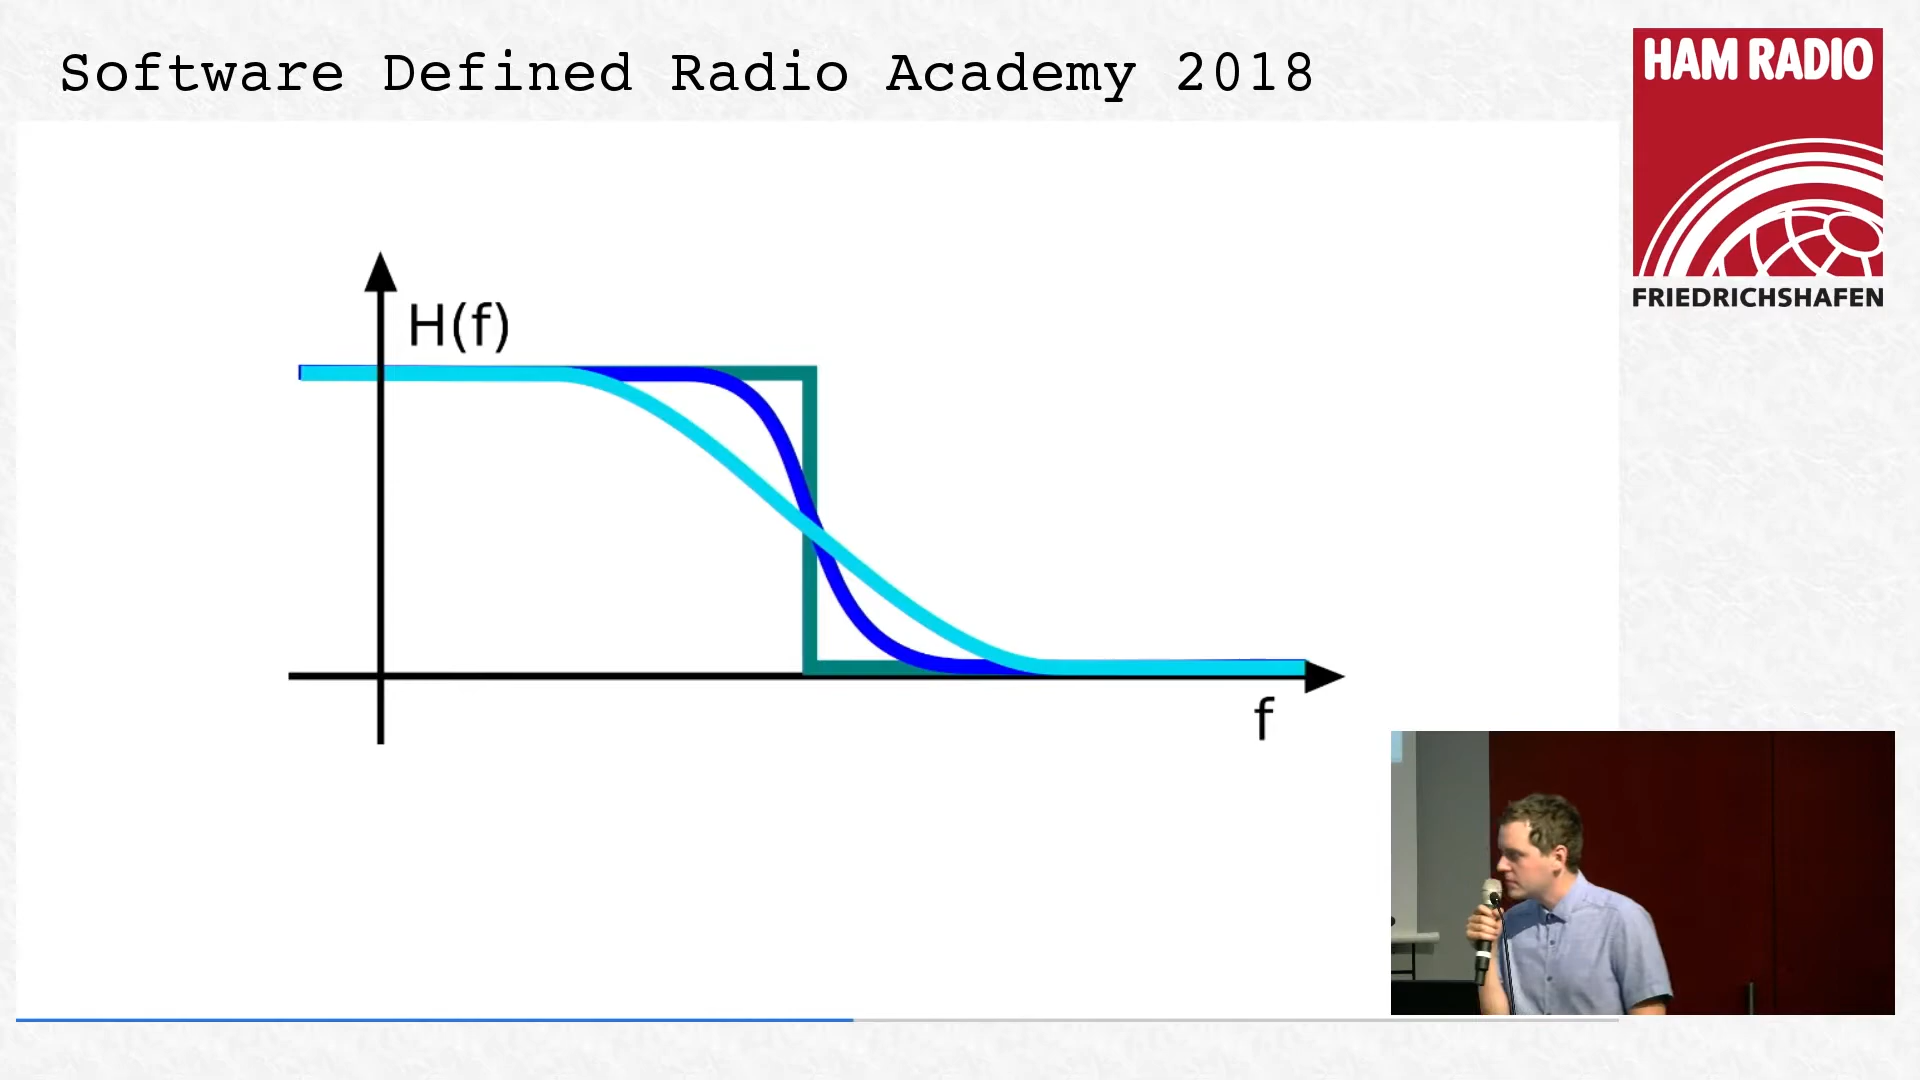 Software Defined Radio Academy 2018
HAM RADIO
FRIEDRICHSHAFEN
H(f)
f